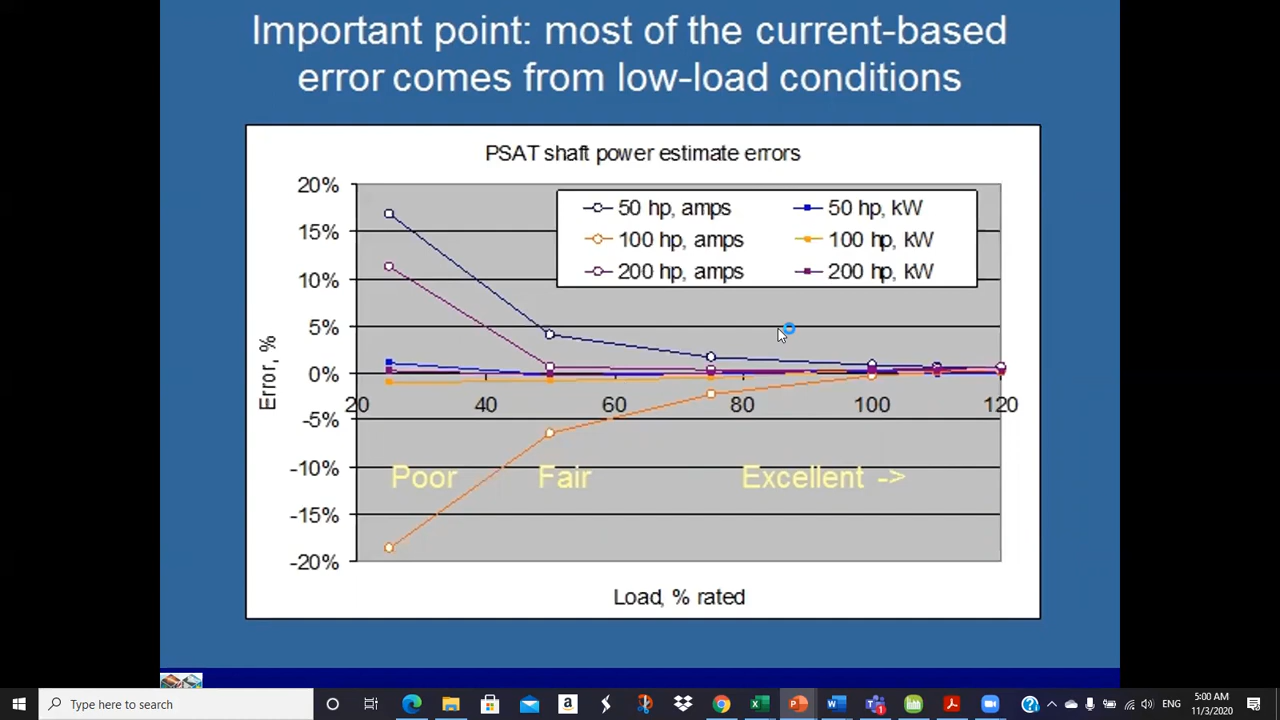 Important point: most of the current-based
error comes from low-load conditions
PSAT shaft power estimate errors
20%
15%
10%
5%
0%
-5%
-10%
-15%
-20%
Error, %
50 hp, amps
50 hp, kW
100 hp, amps
100 hp, kW
200 hp, amps
200 hp, kW
20 40 60 80 100 120
Poor Fair Excellent ->
Load, % rated
Type here to search
ENG
5:00 AM
11/3/2020